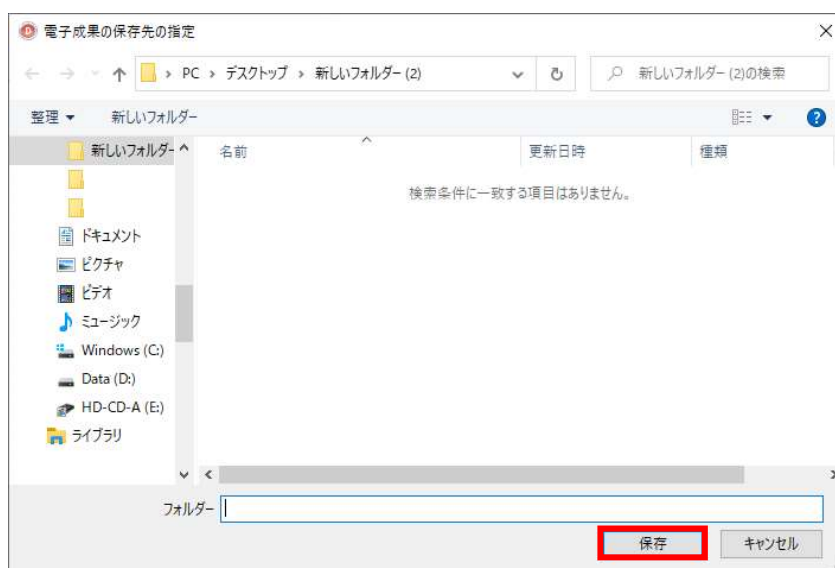 電子成果の保存先の指定
PC › デスクトップ › 新しいフォルダー (2)
新しいフォルダー (2)の検索
整理
新しいフォルダー
新しいフォルダー
名前
更新日時
種類
検索条件に一致する項目はありません。
ドキュメント
ピクチャ
ビデオ
ミュージック
Windows (C:)
Data (D:)
HD-CD-A (E:)
ライブラリ
フォルダー
保存
キャンセル